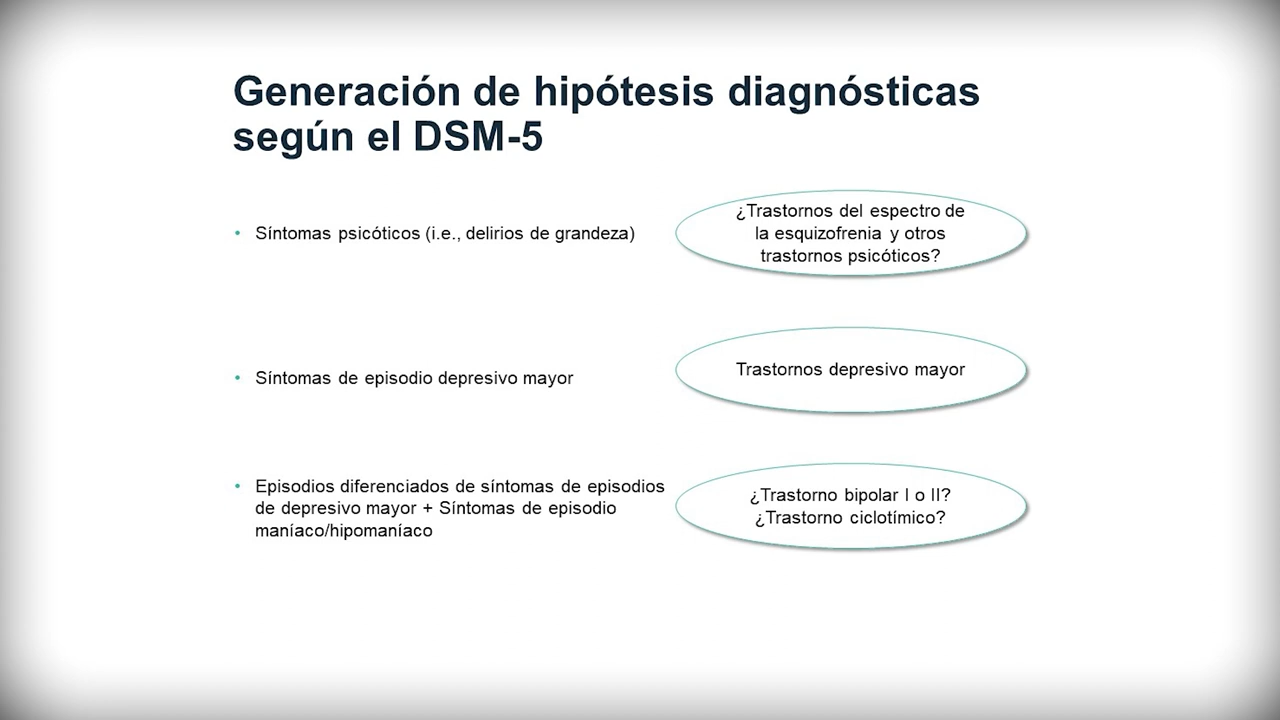 Generación de hipótesis diagnósticas
según el DSM-5
• Síntomas psicóticos (i.e., delirios de grandeza)
¿Trastornos del espectro de
la esquizofrenia y otros
trastornos psicóticos?
• Síntomas de episodio depresivo mayor
Trastornos depresivo mayor
• Episodios diferenciados de síntomas de episodios
de depresivo mayor + Síntomas de episodio
maníaco/hipomaníaco
¿Trastorno bipolar I o II?
¿Trastorno ciclotímico?